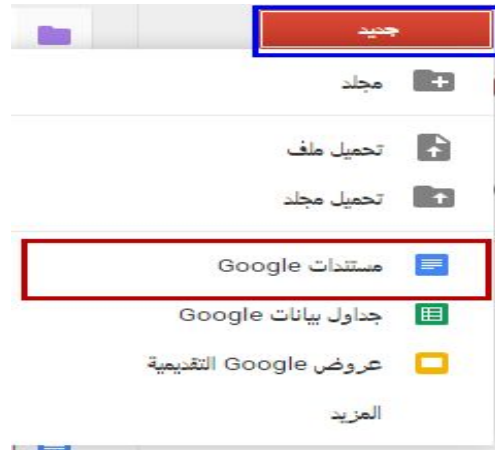 جديد
مجلد
تحميل ملف
تحميل مجلد
مستندات Google
جداول بيانات Google
عروض Google التقديمية
المزيد